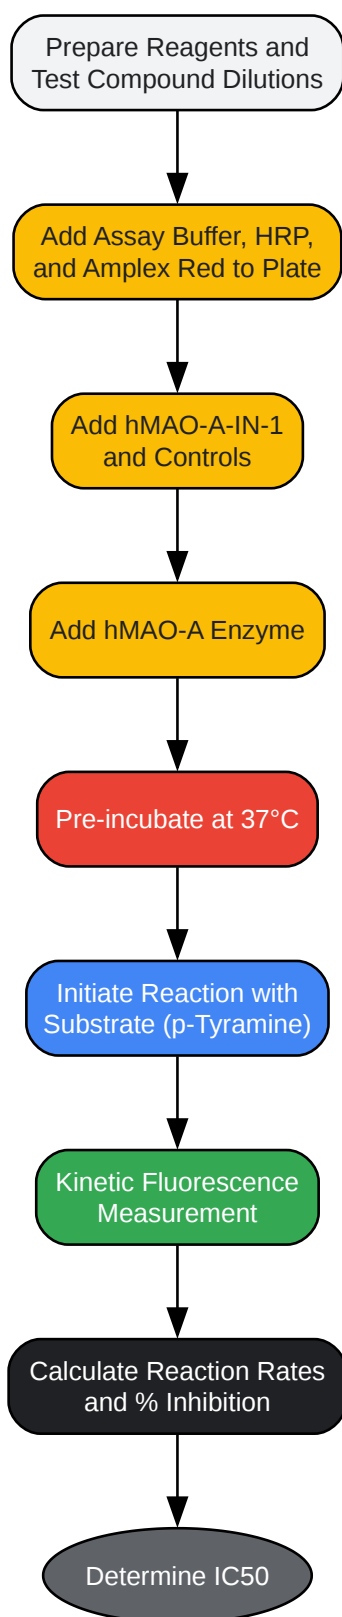 Prepare Reagents and
Test Compound Dilutions
Add Assay Buffer, HRP,
and Amplex Red to Plate
Add hMAO-A-IN-1
and Controls
Add hMAO-A Enzyme
Pre-incubate at 37°C
Initiate Reaction with
Substrate (p-Tyramine)
Kinetic Fluorescence
Measurement
Calculate Reaction Rates
and % Inhibition
Determine IC50